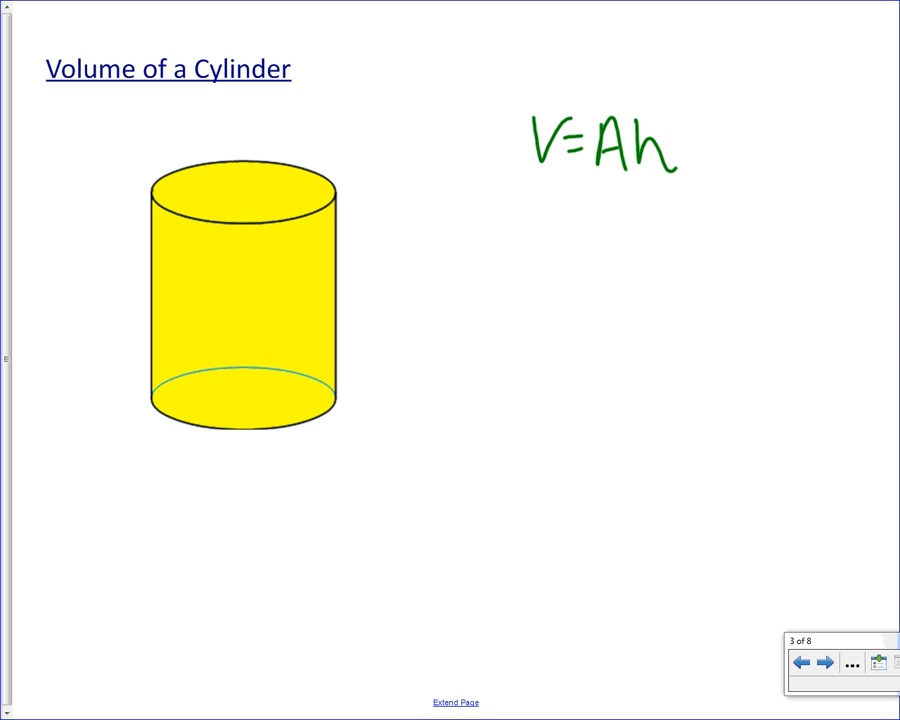 Volume of a Cylinder
V=Ah
3 of 8
...
Extend Page